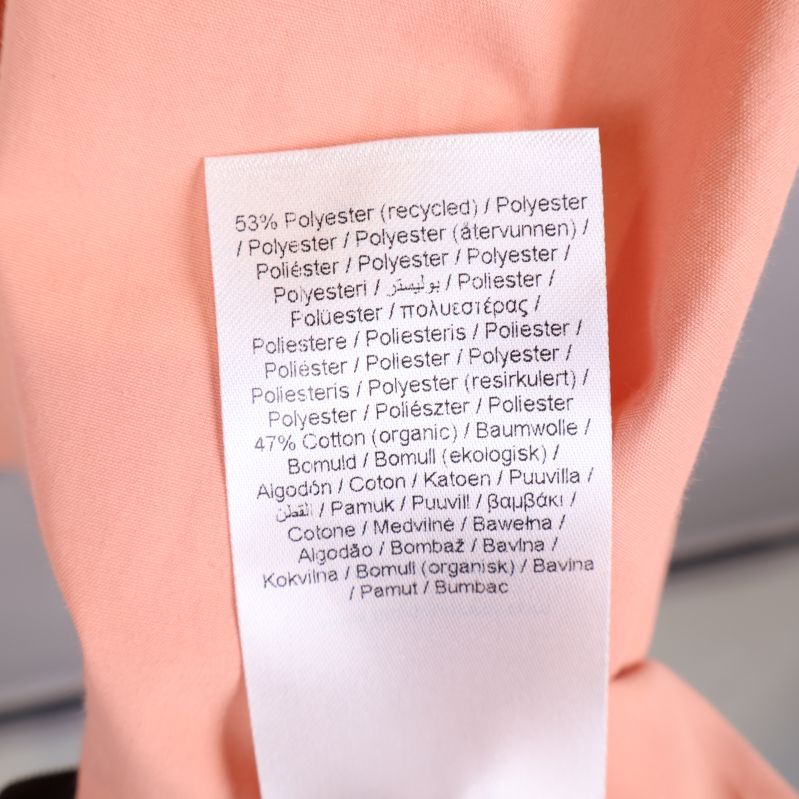 53% Polyester (recycled) / Polyester
/ Polyester / Polyester (återvunnen) /
Poliéster / Polyester / Polyester /
Polyesteri / بوليستر / Poliester /
Polüester / πολυεστέρας /
Poliestere / Poliesteris / Poliester /
Poliéster / Poliester / Polyester /
Poliesteris / Polyester (resirkulert) /
Polyester / Poliészter / Poliester
47% Cotton (organic) / Baumwolle /
Bomuld / Bomull (ekologisk) /
Algodón / Coton / Katoen / Puuvilla /
القطن / Pamuk / Puuvill / βαμβάκι /
Cotone / Medvilnė / Bawełna /
Algodão / Bombaž / Bavlna /
Kokvilna / Bomull (organisk) / Bavlna
/ Pamut / Bumbac